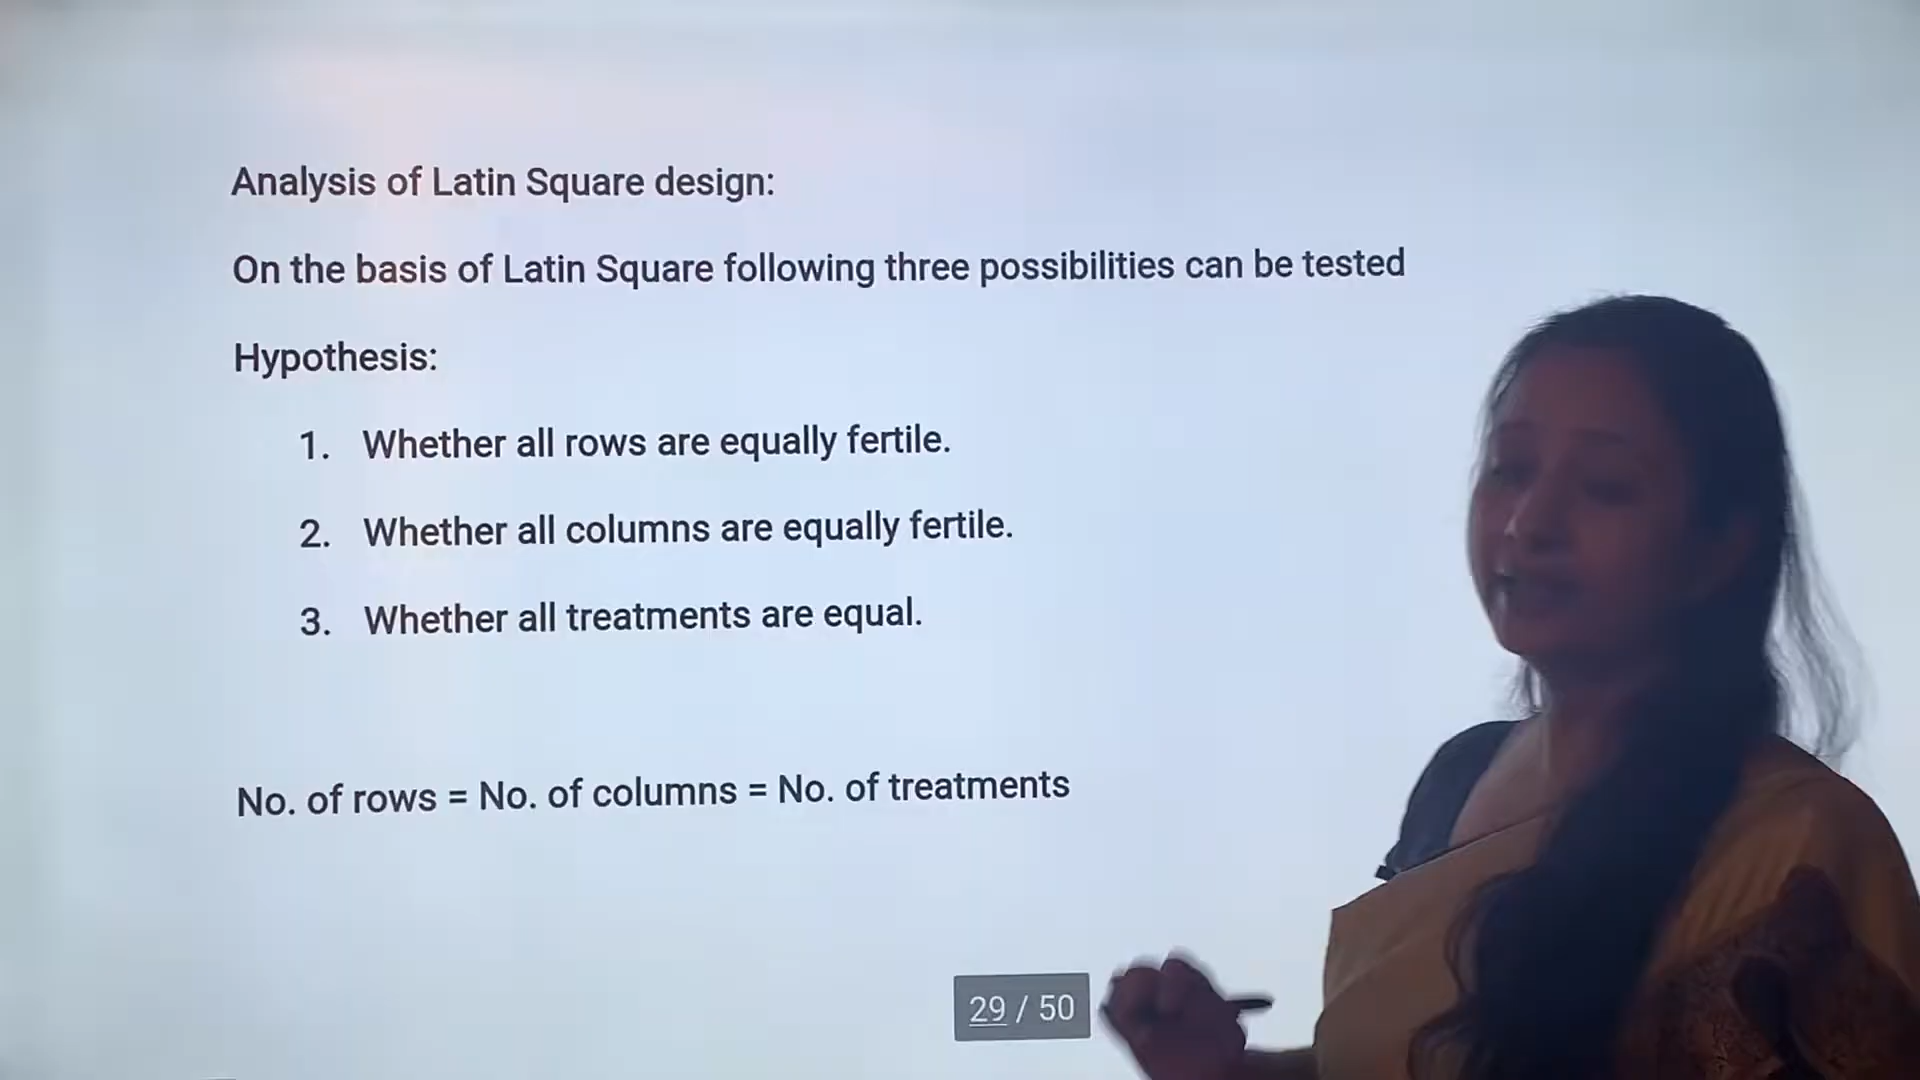 Analysis of Latin Square design:
On the basis of Latin Square following three possibilities can be tested
Hypothesis:
1. Whether all rows are equally fertile.
2. Whether all columns are equally fertile.
3. Whether all treatments are equal.
No. of rows = No. of columns = No. of treatments
29 / 50